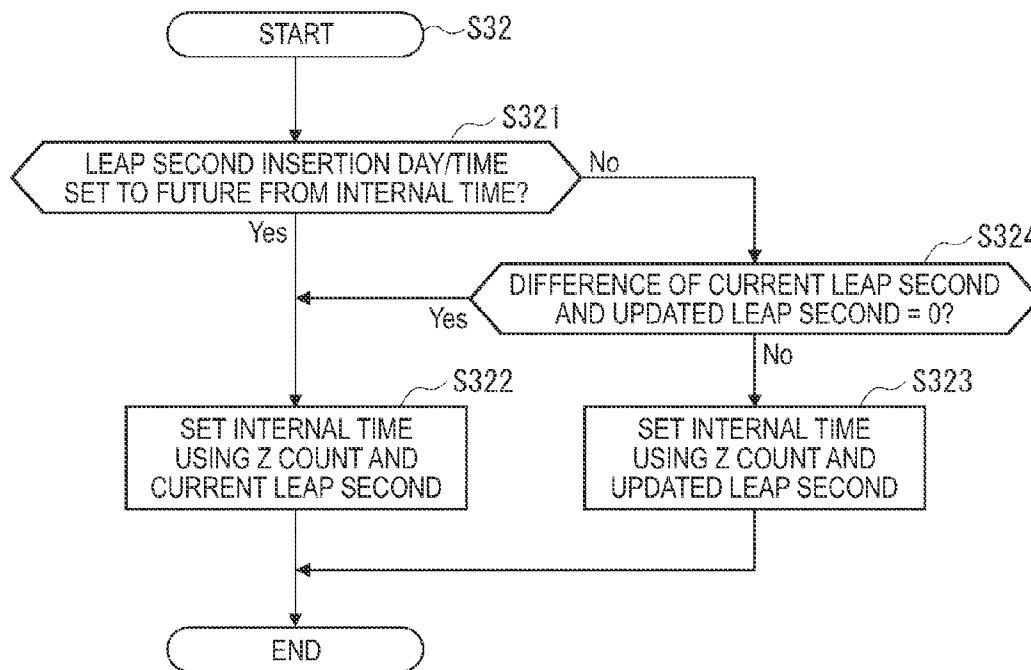 START
S32
S321
LEAP SECOND INSERTION DAY/TIME
SET TO FUTURE FROM INTERNAL TIME?
No
Yes
S324
DIFFERENCE OF CURRENT LEAP SECOND
AND UPDATED LEAP SECOND = 0?
Yes
No
S322
SET INTERNAL TIME
USING Z COUNT AND
CURRENT LEAP SECOND
S323
SET INTERNAL TIME
USING Z COUNT AND
UPDATED LEAP SECOND
END